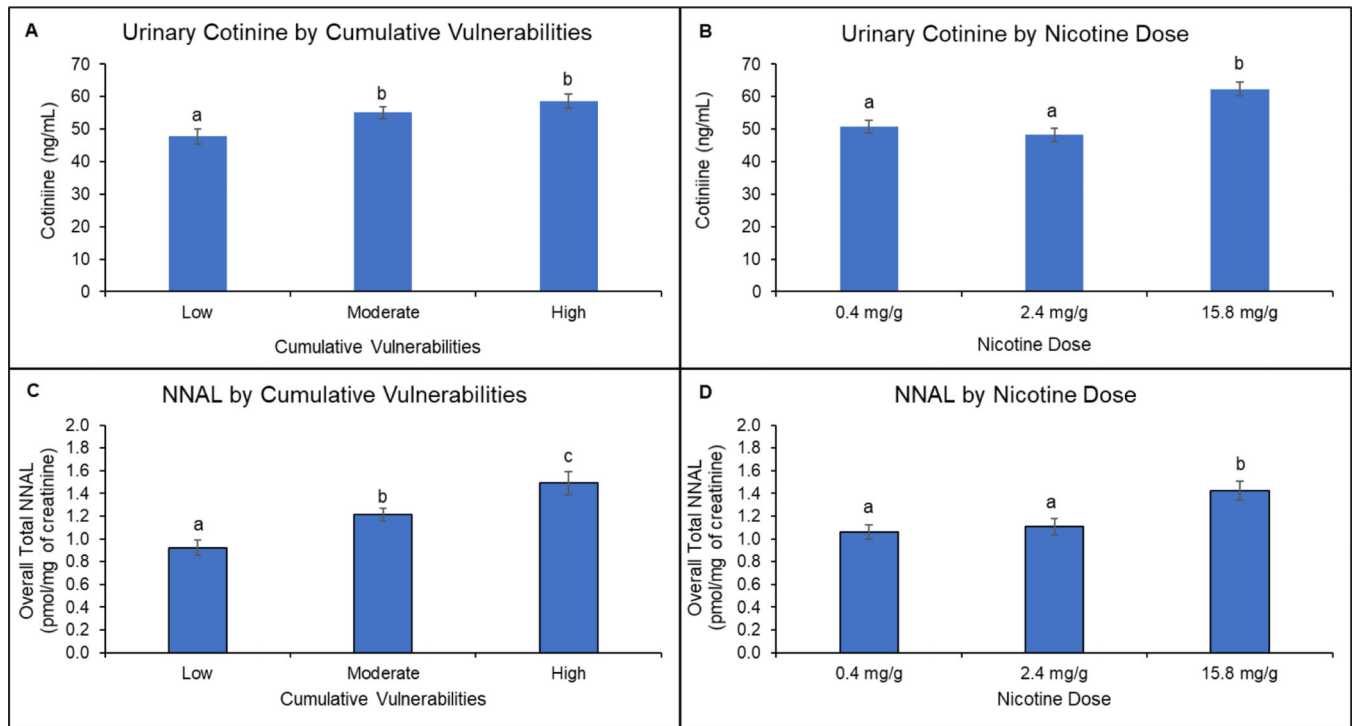 A
Urinary Cotinine by Cumulative Vulnerabilities
Cotiniine (ng/mL)
70
60
50
40
30
20
10
0
a
b
b
Low
Moderate
High
Cumulative Vulnerabilities
B
Urinary Cotinine by Nicotine Dose
Cotiniine (ng/mL)
70
60
50
40
30
20
10
0
a
a
b
0.4 mg/g
2.4 mg/g
15.8 mg/g
Nicotine Dose
C
NNAL by Cumulative Vulnerabilities
Overall Total NNAL
(pmol/mg of creatinine)
2.0
1.8
1.6
1.4
1.2
1.0
0.8
0.6
0.4
0.2
0.0
a
b
c
Low
Moderate
High
Cumulative Vulnerabilities
D
NNAL by Nicotine Dose
Overall Total NNAL
(pmol/mg of creatinine)
2.0
1.8
1.6
1.4
1.2
1.0
0.8
0.6
0.4
0.2
0.0
a
a
b
0.4 mg/g
2.4 mg/g
15.8 mg/g
Nicotine Dose